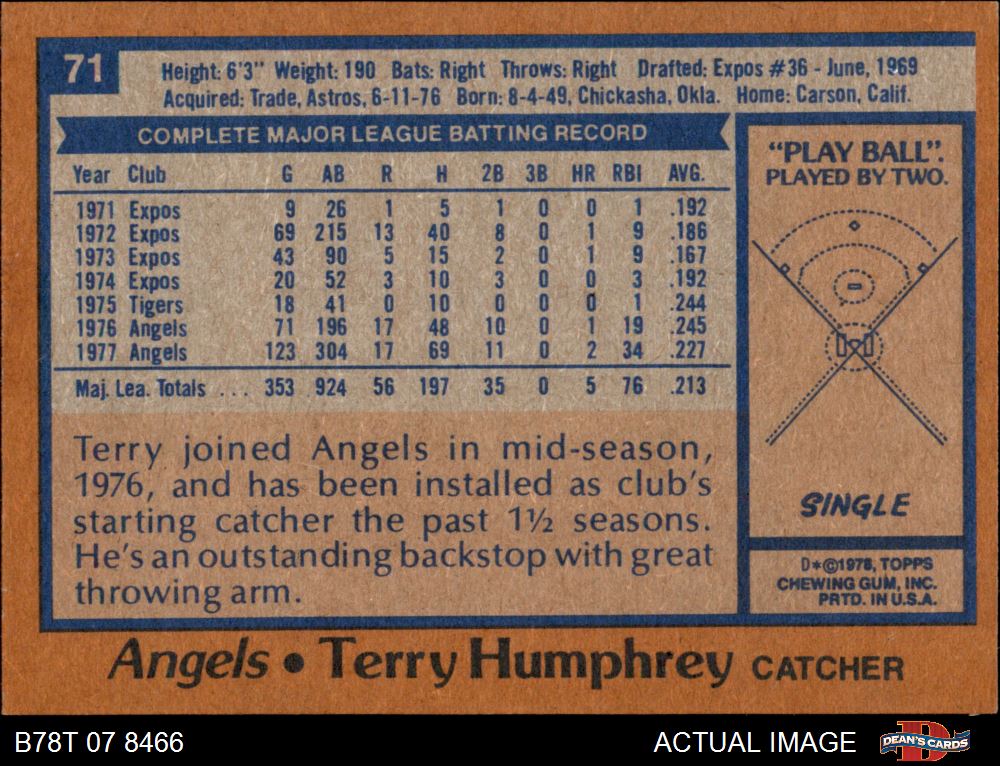 71
Height: 6'3" Weight: 190 Bats: Right Throws: Right Drafted: Expos #36 - June, 1969
Acquired: Trade, Astros, 6-11-76 Born: 8-4-49, Chickasha, Okla. Home: Carson, Calif.
COMPLETE MAJOR LEAGUE BATTING RECORD
Year Club G AB R H 2B 3B HR RBI AVG.
1971 Expos 9 26 1 5 1 0 0 1 .192
1972 Expos 69 215 13 40 8 0 1 9 .186
1973 Expos 43 90 5 15 2 0 1 9 .167
1974 Expos 20 52 3 10 3 0 0 3 .192
1975 Tigers 18 41 0 10 0 0 0 1 .244
1976 Angels 71 196 17 48 10 0 1 19 .245
1977 Angels 123 304 17 69 11 0 2 34 .227
Maj. Lea. Totals ... 353 924 56 197 35 0 5 76 .213
Terry joined Angels in mid-season,
1976, and has been installed as club's
starting catcher the past 1½ seasons.
He's an outstanding backstop with great
throwing arm.
"PLAY BALL".
PLAYED BY TWO.
SINGLE
D*©1978, TOPPS
CHEWING GUM, INC.
PRTD. IN U.S.A.
Angels • Terry Humphrey CATCHER
B78T 07 8466
ACTUAL IMAGE
D
DEAN'S CARDS